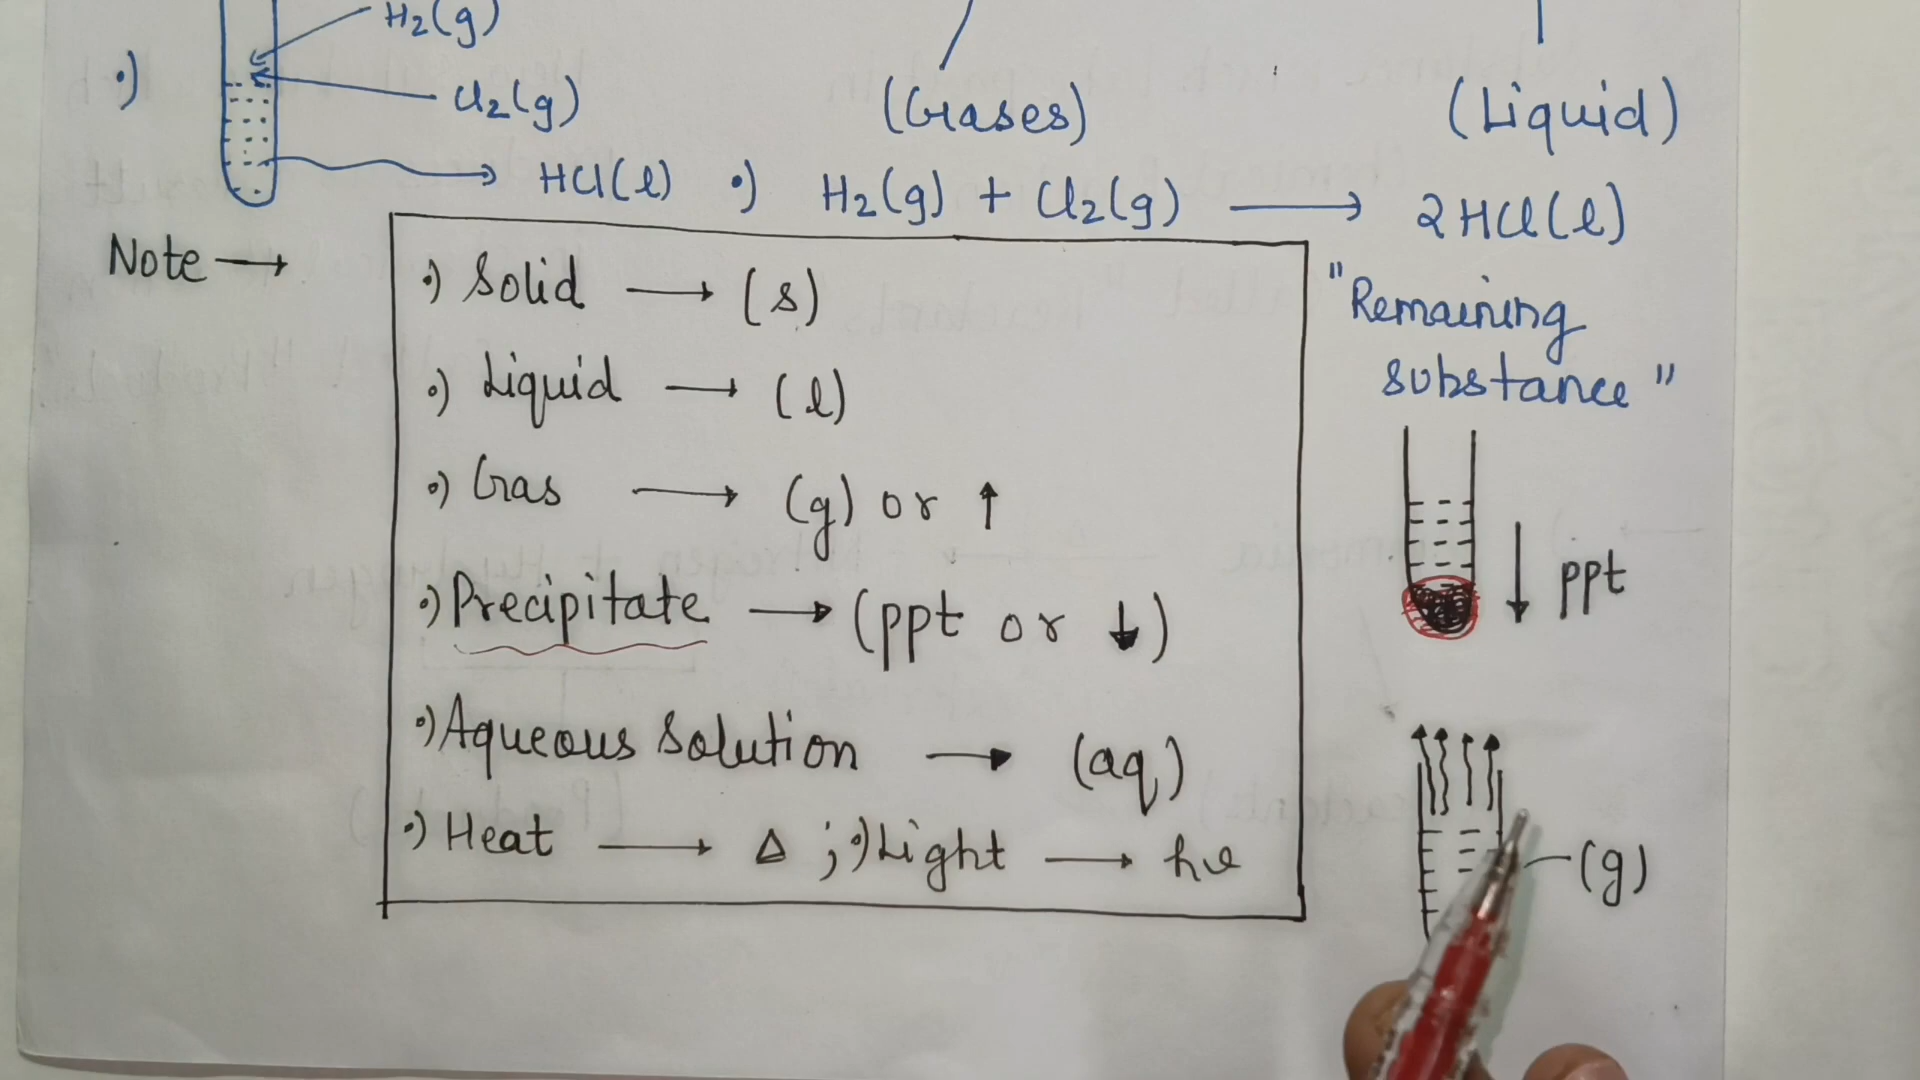 H₂(g)
•) Cl₂(g)
(Gases) (Liquid)
HCl(l) •) H₂(g) + Cl₂(g) ⟶ 2HCl(l)
Note →
•) Solid → (s)
•) Liquid → (l)
•) Gas → (g) or ↑
•) Precipitate → (ppt or ↓)
•) Aqueous Solution → (aq)
•) Heat → Δ ; •) Light → hυ
"Remaining
substance"
↓ ppt
(g)